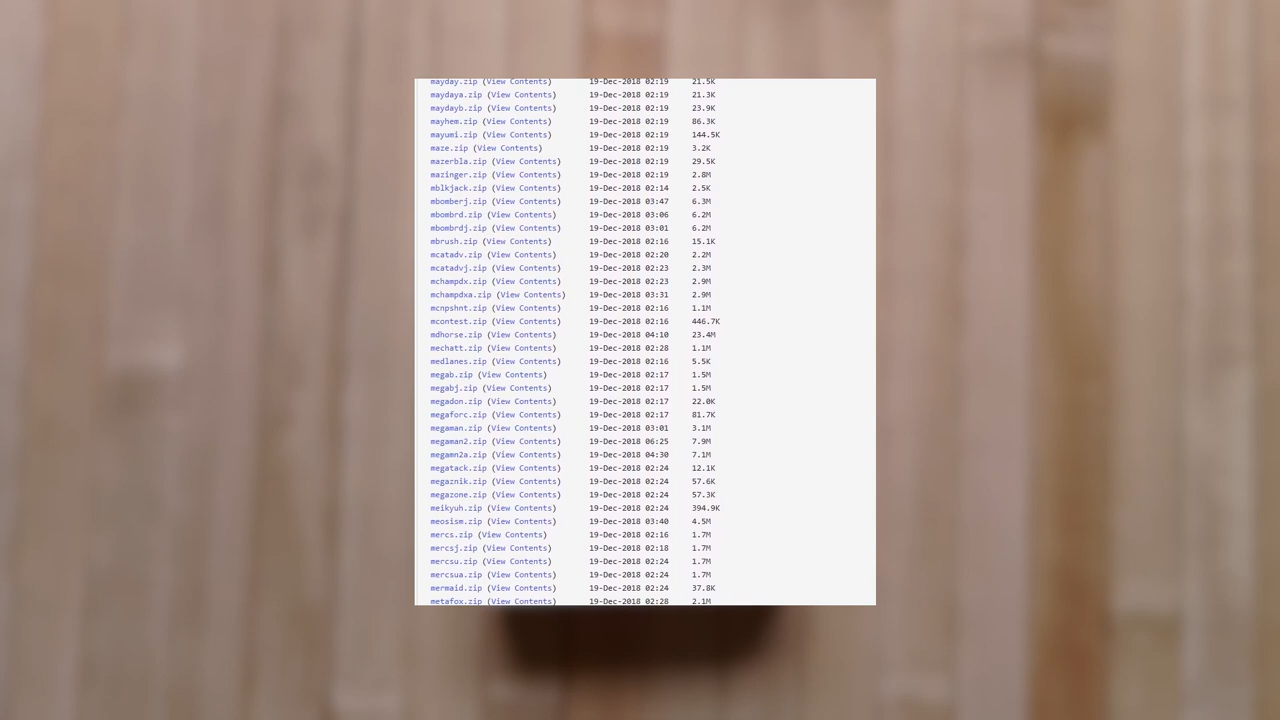 mayday.zip (View Contents) 19-Dec-2018 02:19 21.5K
maydaya.zip (View Contents) 19-Dec-2018 02:19 21.3K
maydayb.zip (View Contents) 19-Dec-2018 02:19 23.9K
mayhem.zip (View Contents) 19-Dec-2018 02:19 86.3K
mayumi.zip (View Contents) 19-Dec-2018 02:19 144.5K
maze.zip (View Contents) 19-Dec-2018 02:19 3.2K
mazerbla.zip (View Contents) 19-Dec-2018 02:19 29.5K
mazinger.zip (View Contents) 19-Dec-2018 02:19 2.8M
mblkjack.zip (View Contents) 19-Dec-2018 02:14 2.5K
mbomberj.zip (View Contents) 19-Dec-2018 03:47 6.3M
mbombrd.zip (View Contents) 19-Dec-2018 03:06 6.2M
mbombrdj.zip (View Contents) 19-Dec-2018 03:01 6.2M
mbrush.zip (View Contents) 19-Dec-2018 02:16 15.1K
mcatadv.zip (View Contents) 19-Dec-2018 02:20 2.2M
mcatadvj.zip (View Contents) 19-Dec-2018 02:23 2.3M
mchampdx.zip (View Contents) 19-Dec-2018 02:23 2.9M
mchampdxa.zip (View Contents) 19-Dec-2018 03:31 2.9M
mcnpshnt.zip (View Contents) 19-Dec-2018 02:16 1.1M
mcontest.zip (View Contents) 19-Dec-2018 02:16 446.7K
mdhorse.zip (View Contents) 19-Dec-2018 04:10 23.4M
mechatt.zip (View Contents) 19-Dec-2018 02:28 1.1M
medlanes.zip (View Contents) 19-Dec-2018 02:16 5.5K
megab.zip (View Contents) 19-Dec-2018 02:17 1.5M
megabj.zip (View Contents) 19-Dec-2018 02:17 1.5M
megadon.zip (View Contents) 19-Dec-2018 02:17 22.0K
megaforc.zip (View Contents) 19-Dec-2018 02:17 81.7K
megaman.zip (View Contents) 19-Dec-2018 03:01 3.1M
megaman2.zip (View Contents) 19-Dec-2018 06:25 7.9M
megamn2a.zip (View Contents) 19-Dec-2018 04:30 7.1M
megatack.zip (View Contents) 19-Dec-2018 02:24 12.1K
megaznik.zip (View Contents) 19-Dec-2018 02:24 57.6K
megazone.zip (View Contents) 19-Dec-2018 02:24 57.3K
meikyuh.zip (View Contents) 19-Dec-2018 02:24 394.9K
meosism.zip (View Contents) 19-Dec-2018 03:40 4.5M
mercs.zip (View Contents) 19-Dec-2018 02:16 1.7M
mercsj.zip (View Contents) 19-Dec-2018 02:18 1.7M
mercsu.zip (View Contents) 19-Dec-2018 02:24 1.7M
mercsua.zip (View Contents) 19-Dec-2018 02:24 1.7M
mermaid.zip (View Contents) 19-Dec-2018 02:24 37.8K
metafox.zip (View Contents) 19-Dec-2018 02:28 2.1M